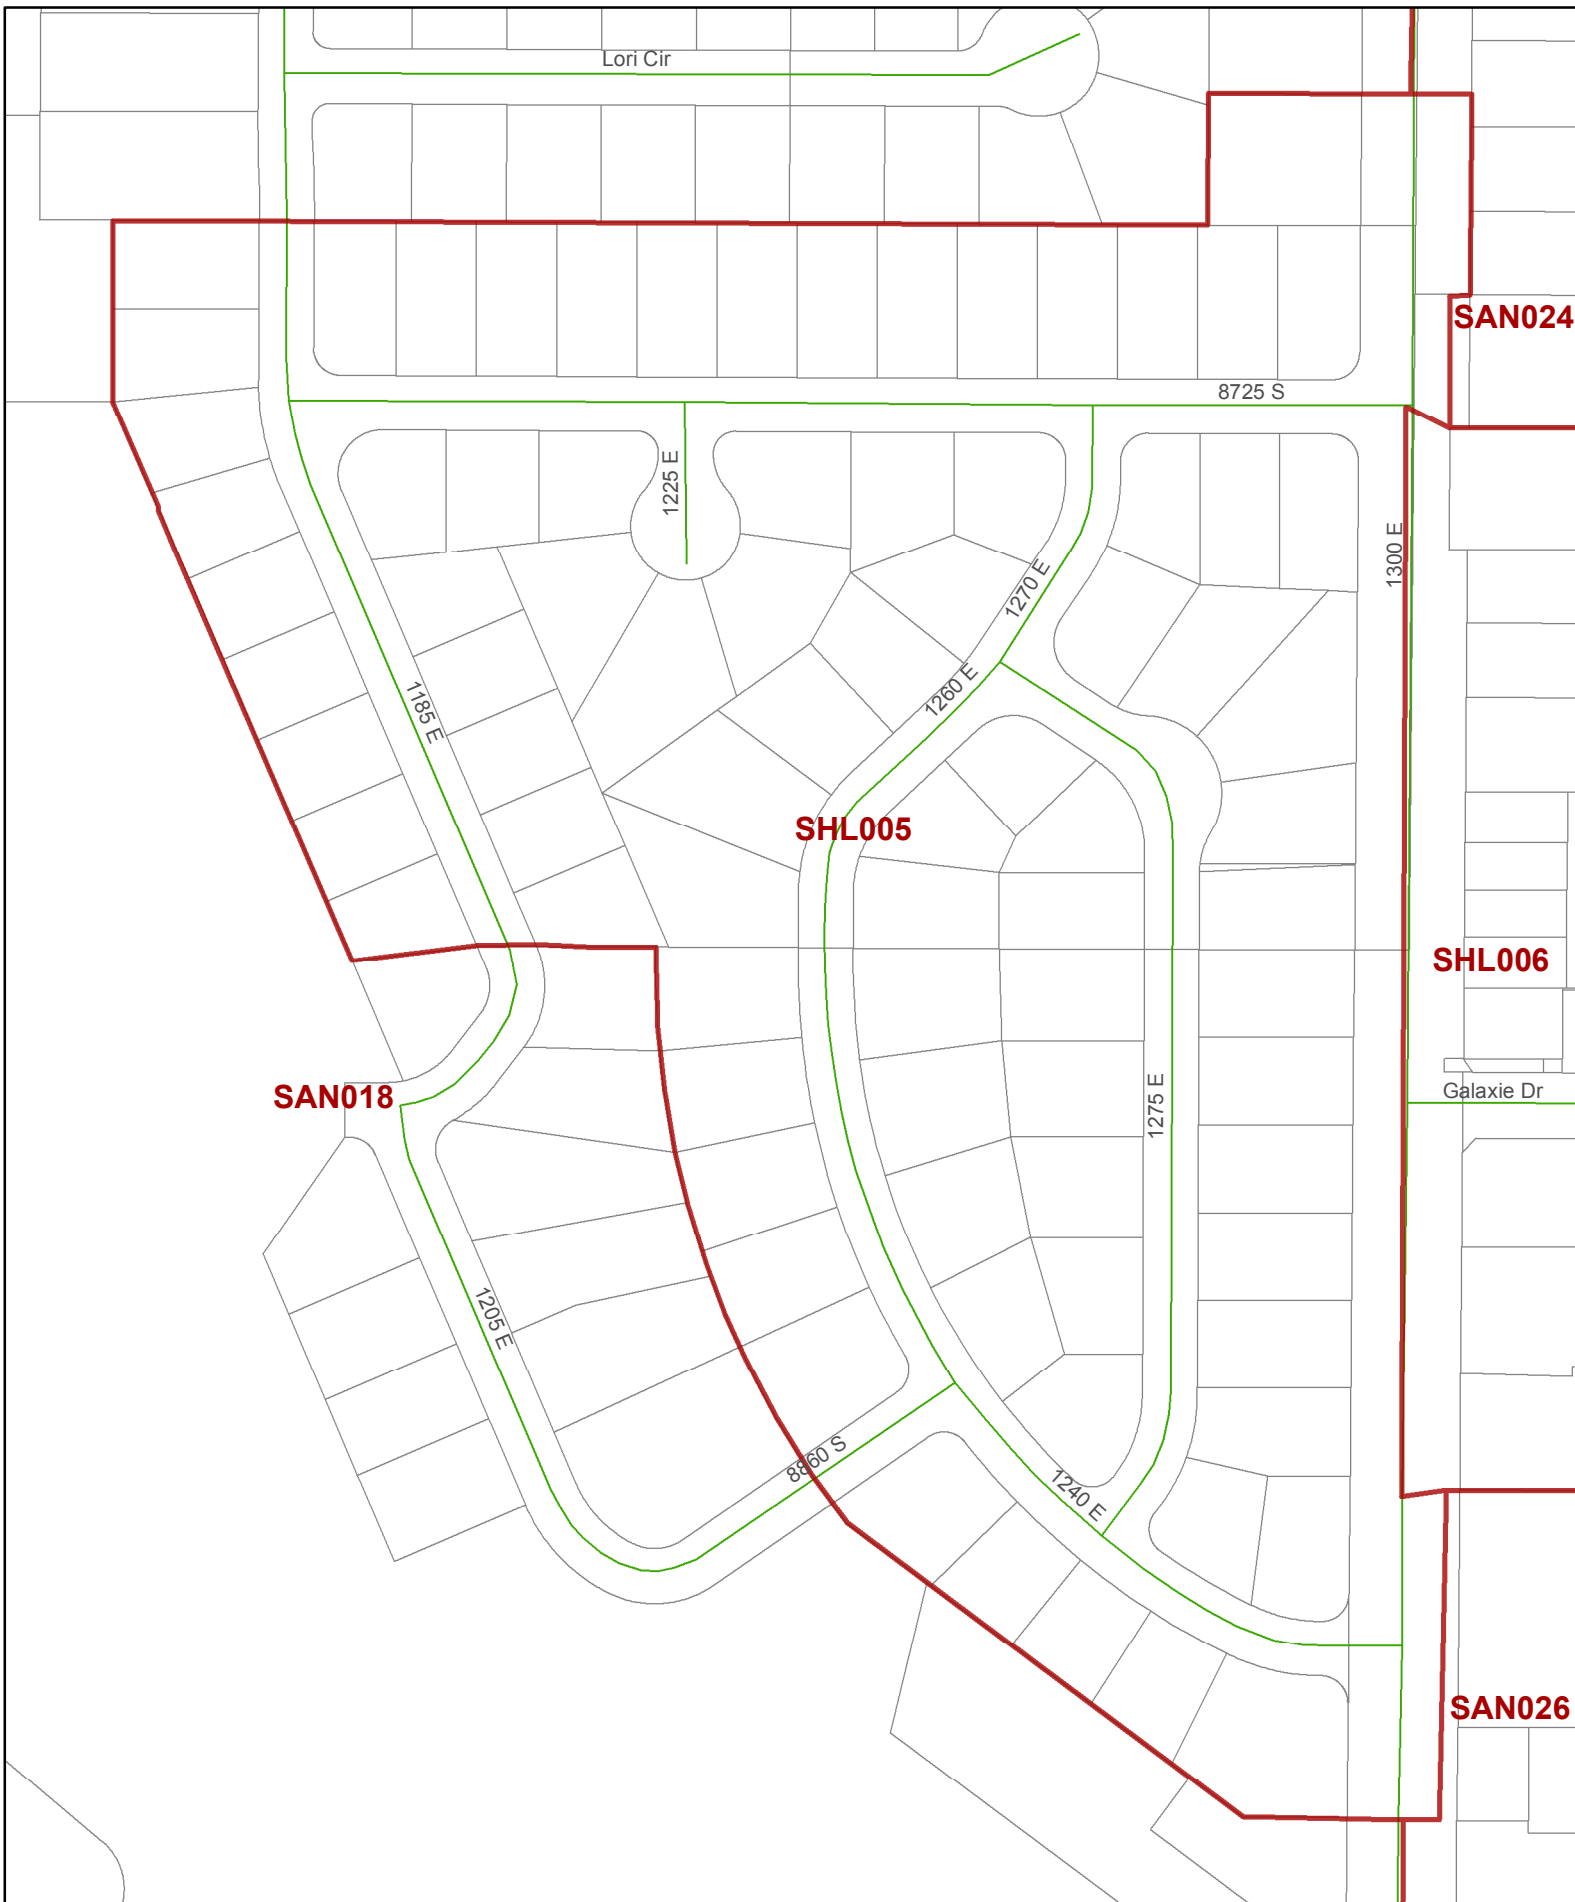 Lori Cir
SAN024
8725 S
1225 E
1300 E
1270 E
1260 E
1185 E
SHL005
SHL006
Galaxie Dr
SAN018
1275 E
1205 E
8860 S
1240 E
SAN026